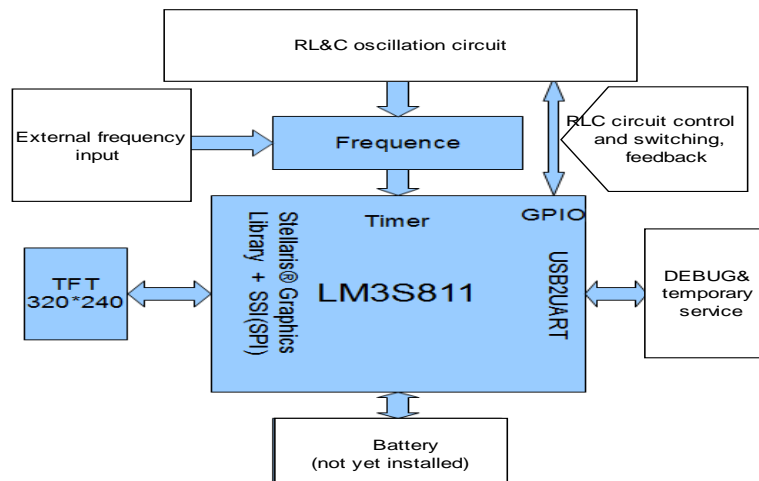 RL&C oscillation circuit
External frequency
input
Frequence
RLC circuit control
and switching,
feedback
Timer
GPIO
Stellaris® Graphics
Library + SSI(SPI)
LM3S811
USB2UART
TFT
320*240
DEBUG&
temporary
service
Battery
(not yet installed)